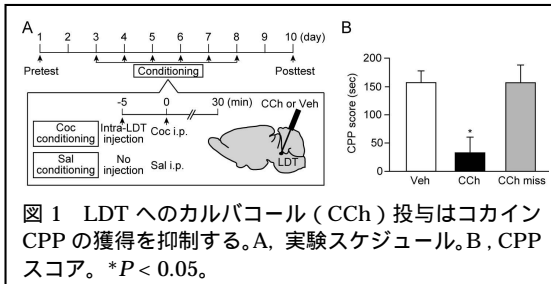 A
1 2 3 4 5 6 7 8 9 10 (day)
Pretest Conditioning Posttest
-5 0 30 (min)
CCh or Veh
Coc conditioning Intra-LDT injection Coc i.p.
Sal conditioning No injection Sal i.p.
LDT
B
CPP score (sec)
200
150
100
50
0
*
Veh CCh CCh miss
図 1 LDT へのカルバコール(CCh)投与はコカイン
CPP の獲得を抑制する。A, 実験スケジュール。B , CPP
スコア。 *P < 0.05。